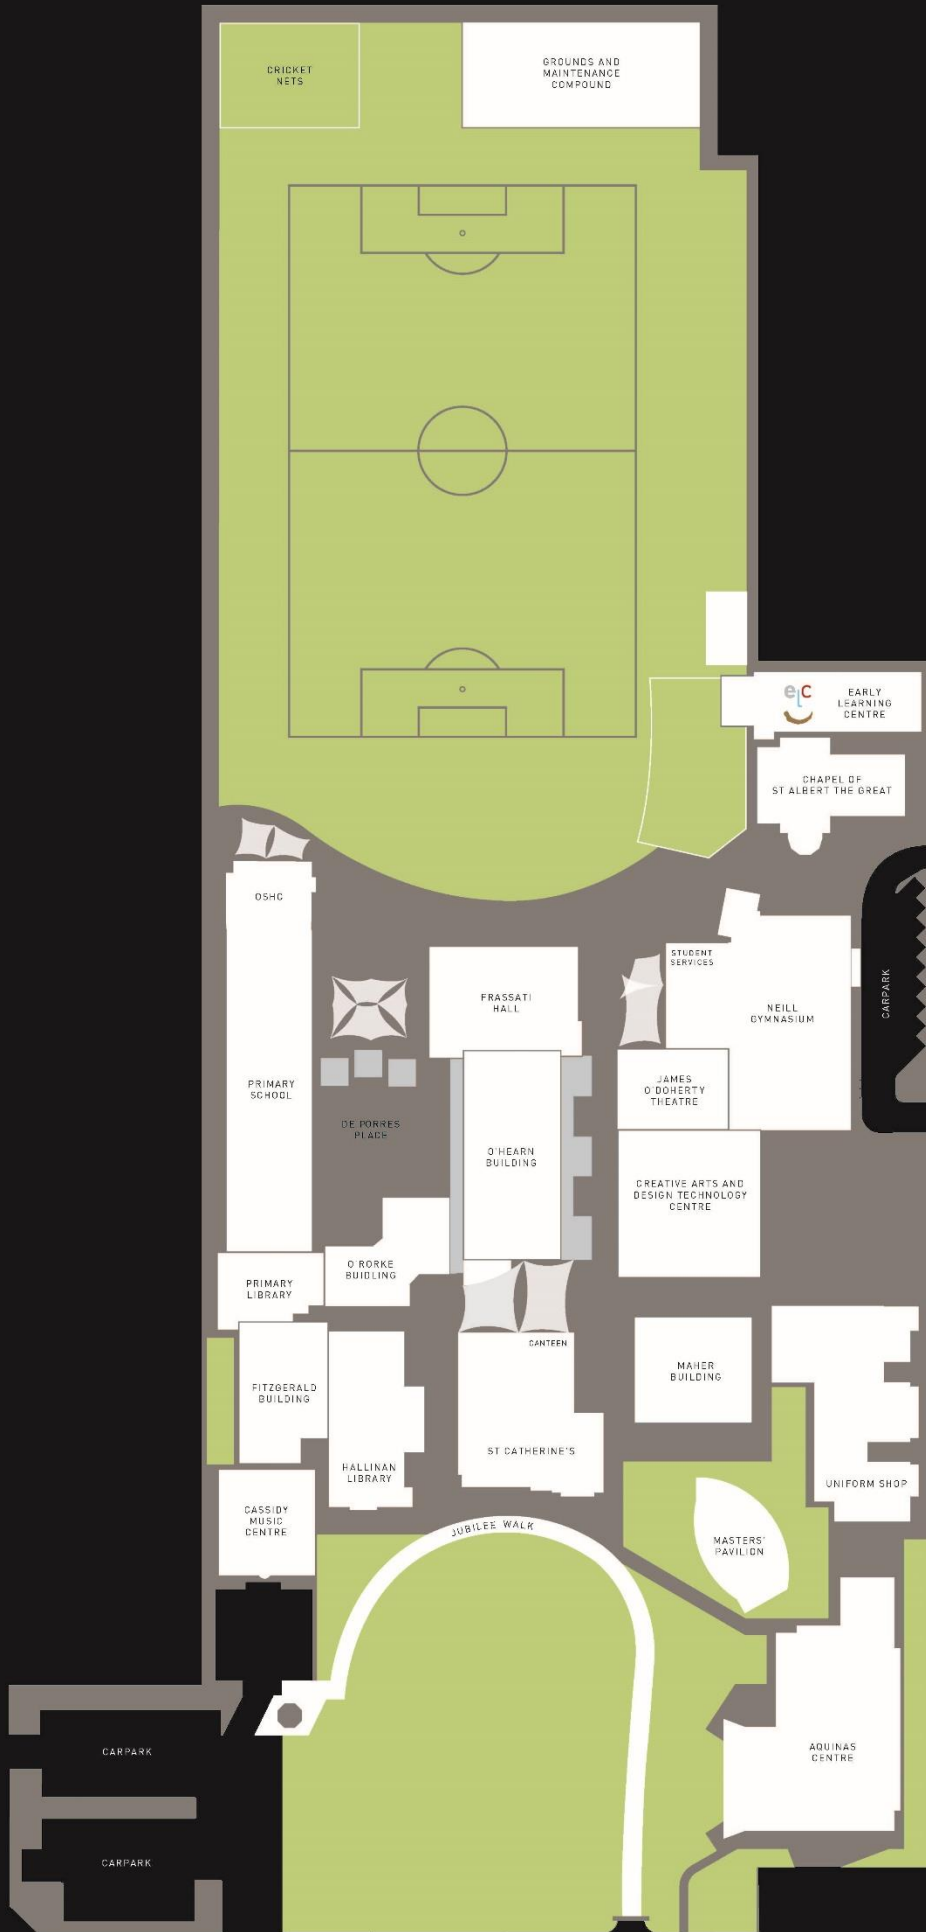 CRICKET
NETS
GROUNDS AND
MAINTENANCE
COMPOUND
elc
EARLY
LEARNING
CENTRE
CHAPEL OF
ST ALBERT THE GREAT
OSHC
STUDENT
SERVICES
FRASSATI
HALL
NEILL
GYMNASIUM
CARPARK
PRIMARY
SCHOOL
JAMES
O'DOHERTY
THEATRE
DE PORRES
PLACE
O'HEARN
BUILDING
CREATIVE ARTS AND
DESIGN TECHNOLOGY
CENTRE
O RORKE
BUIDLING
PRIMARY
LIBRARY
CANTEEN
MAHER
BUILDING
FITZGERALD
BUILDING
ST CATHERINE'S
HALLINAN
LIBRARY
UNIFORM SHOP
CASSIDY
MUSIC
CENTRE
JUBILEE WALK
MASTERS'
PAVILION
AQUINAS
CENTRE
CARPARK
CARPARK